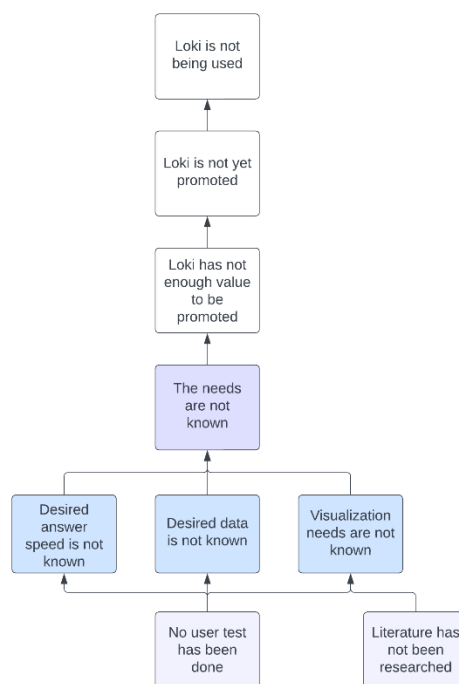 Loki is not
being used
Loki is not yet
promoted
Loki has not
enough value
to be
promoted
The needs
are not
known
Desired
answer
speed is not
known
Desired data
is not known
Visualization
needs are not
known
No user test
has been
done
Literature has
not been
researched